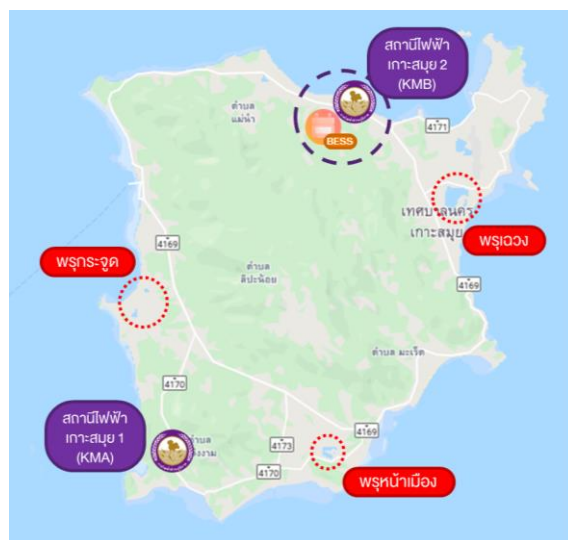 สถานีไฟฟ้า
เกาะสมุย 2
(KMB)
ตำบล
แม่น้ำ
BESS
4171
เทศบาลนคร
เกาะสมุย
พรุเฉวง
4169
พรุกระจูด
ตำบล
ลิปะน้อย
4169
ตำบล มะเร็ต
4170
สถานีไฟฟ้า
เกาะสมุย 1
(KMA)
ตำบล
4173
4169
4170
พรุหน้าเมือง